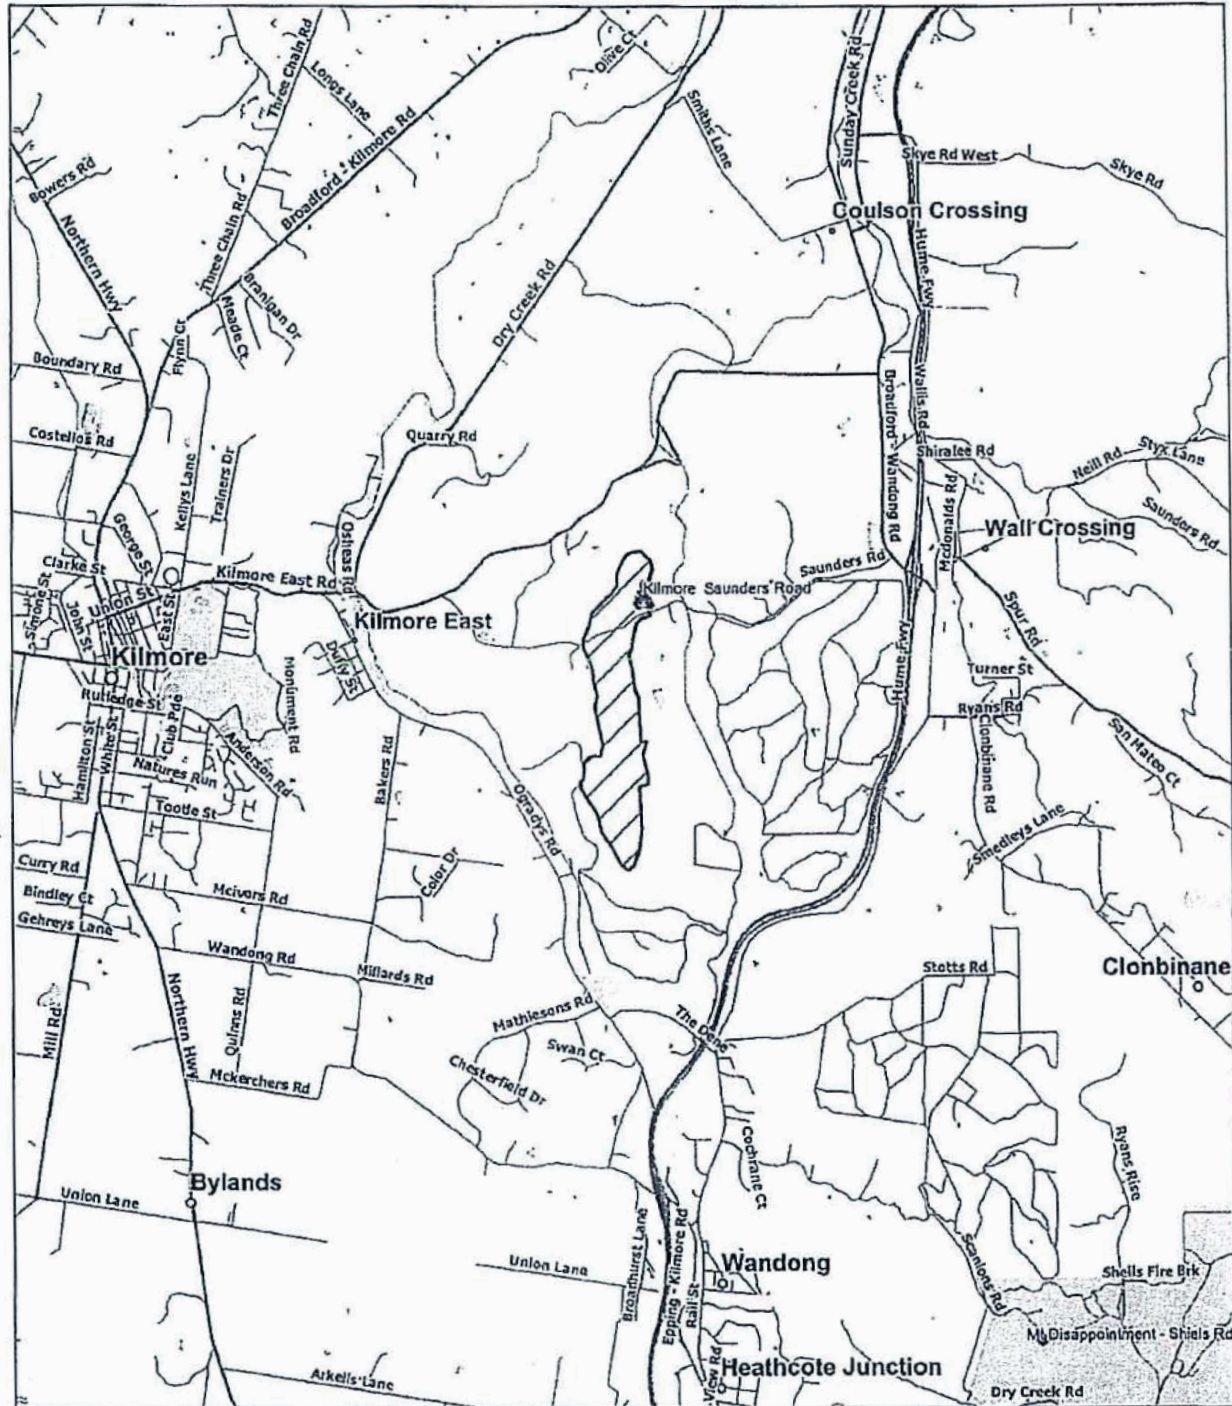 Three Chain Rd
Longs Lane
Olive Ct
Broadford - Kilmore Rd
Smiths Lane
Sunday Creek Rd
Skye Rd West
Skye Rd
Bowers Rd
Northern Hwy
Three Chain Rd
Coulson Crossing
Hume Fwy
Branigan Dr
Meade Ct
Dry Creek Rd
Flynn Ct
Boundary Rd
Broadford - Wandong Rd
Wallis Rd
Costellos Rd
Quarry Rd
Shiralee Rd
Neill Rd
Styx Lane
Kellys Lane
Trainers Dr
Mcdonalds Rd
Saunders Rd
George St
Osheas Rd
Wall Crossing
Clarke St
Kilmore East Rd
Saunders Rd
Kilmore Saunders Road
Simone St
John St
Union St
East St
Kilmore East
Spur Rd
Kilmore
Duffy St
Hume Fwy
Turner St
Rutledge St
Monument Rd
Ryans Rd
Hamilton St
White St
Club Pde
Anderson Rd
Clonbinane Rd
San Mateo Ct
Natures Run
Bakers Rd
Tootle St
Ogradys Rd
Smedleys Lane
Curry Rd
Color Dr
Bindley Ct
Mcivors Rd
Gehreys Lane
Wandong Rd
Millards Rd
Stotts Rd
Clonbinane
Mill Rd
Northern Hwy
Quinns Rd
Mathiesons Rd
The Dene
Swan Ct
Mckerchers Rd
Chesterfield Dr
Cochrane Ct
Ryans Rise
Bylands
Union Lane
Broadhurst Lane
Epping - Kilmore Rd
Rail St
Scanlons Rd
Union Lane
Wandong
Shells Fire Brk
Mt Disappointment - Shiels Rd
Arkells Lane
View Rd
Heathcote Junction
Dry Creek Rd